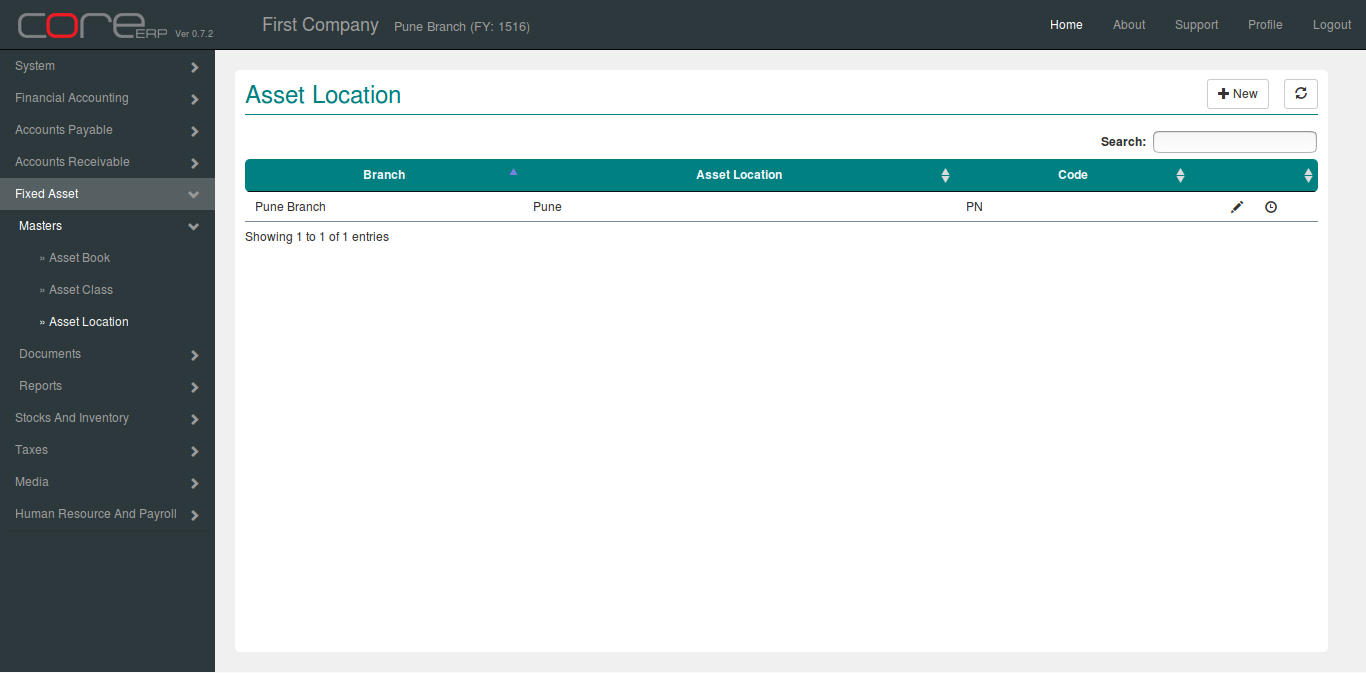 core ERP Ver 0.7.2
First Company Pune Branch (FY: 1516)
Home About Support Profile Logout
System
Financial Accounting
Accounts Payable
Accounts Receivable
Fixed Asset
Masters
» Asset Book
» Asset Class
» Asset Location
Documents
Reports
Stocks And Inventory
Taxes
Media
Human Resource And Payroll
Asset Location
New
Search:
Branch Asset Location Code
Pune Branch Pune PN
Showing 1 to 1 of 1 entries